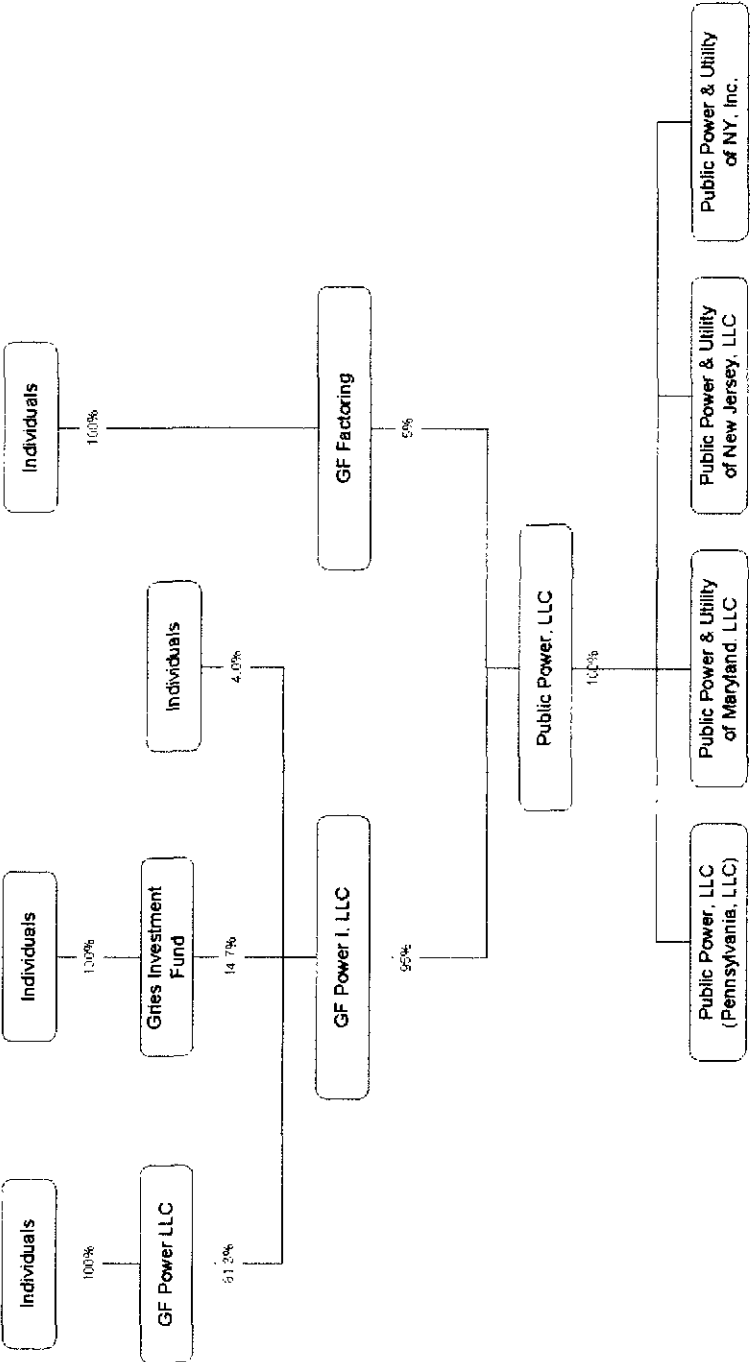 Individuals
Individuals
Individuals
100%
100%
100%
GF Power LLC
Gries Investment
Fund
Individuals
14.7%
4.0%
GF Power I, LLC
GF Factoring
95%
5%
Public Power, LLC
100%
Public Power, LLC
(Pennsylvania, LLC)
Public Power & Utility
of Maryland, LLC
Public Power & Utility
of New Jersey, LLC
Public Power & Utility
of NY, Inc.